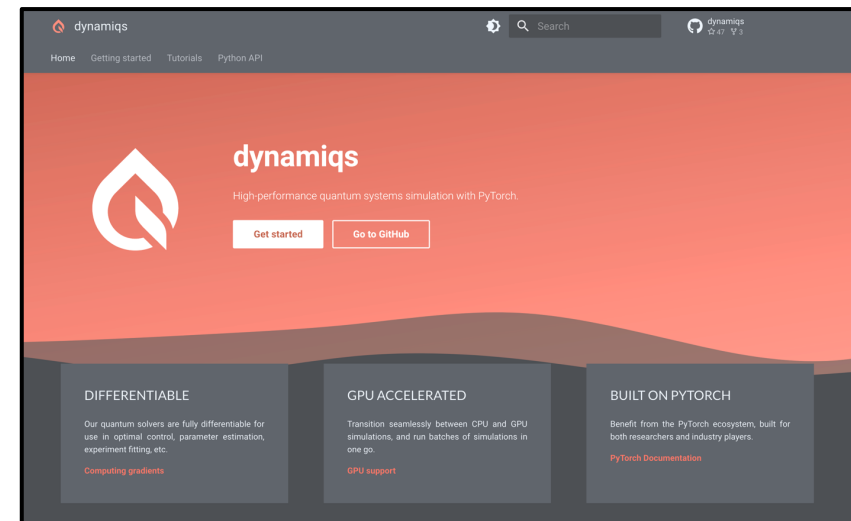 dynamiqs
Search
dynamiqs
47 3
Home Getting started Tutorials Python API
dynamiqs
High-performance quantum systems simulation with PyTorch.
Get started
Go to GitHub
DIFFERENTIABLE
Our quantum solvers are fully differentiable for
use in optimal control, parameter estimation,
experiment fitting, etc.
Computing gradients
GPU ACCELERATED
Transition seamlessly between CPU and GPU
simulations, and run batches of simulations in
one go.
GPU support
BUILT ON PYTORCH
Benefit from the PyTorch ecosystem, built for
both researchers and industry players.
PyTorch Documentation